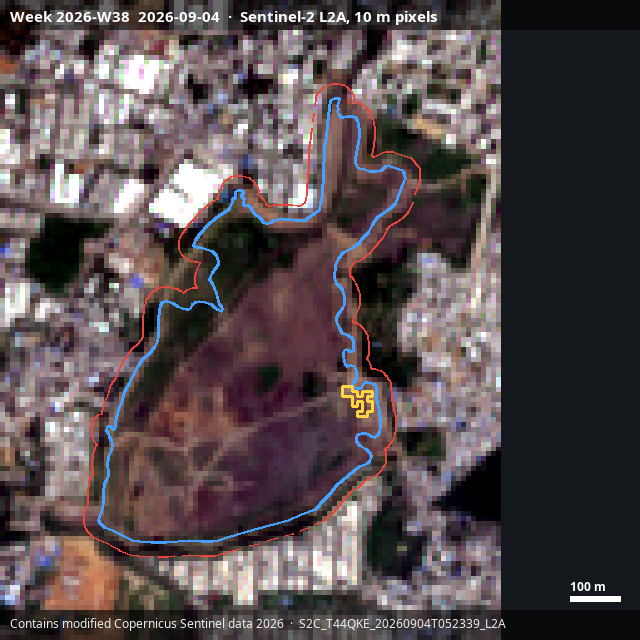 Week 2026-W38  2026-09-04  ·  Sentinel-2 L2A, 10 m pixels
100 m
Contains modified Copernicus Sentinel data 2026  ·  S2C_T44QKE_20260904T052339_L2A